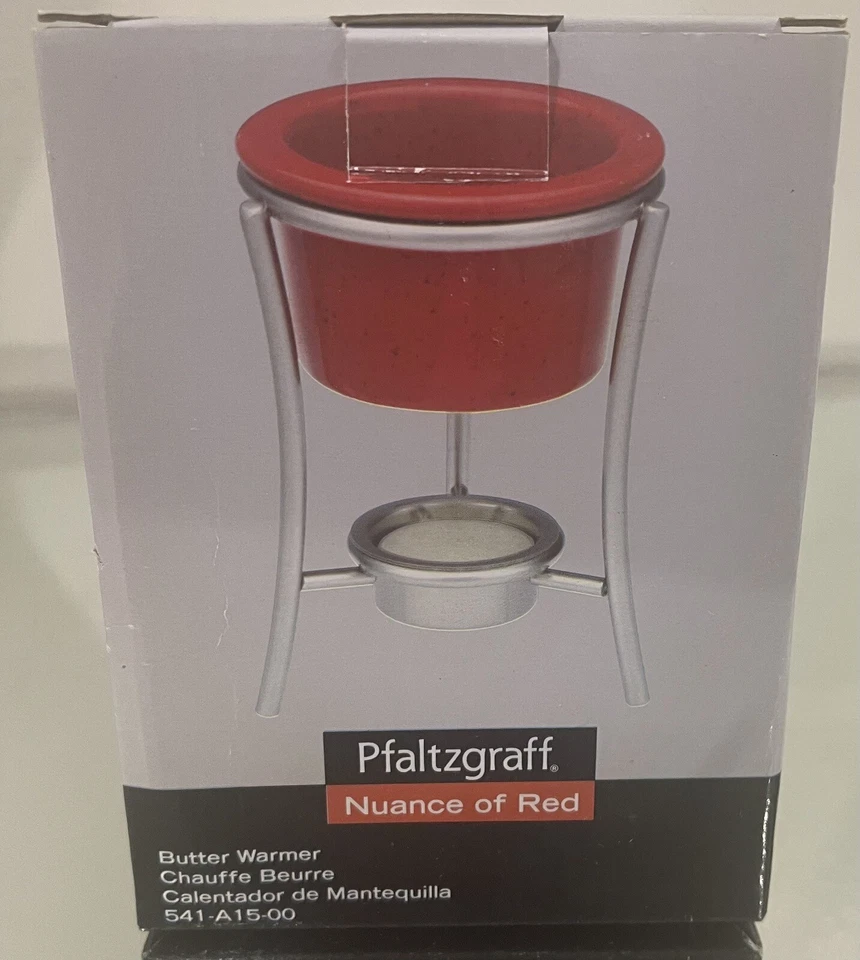 Pfaltzgraff®
Nuance of Red
Butter Warmer
Chauffe Beurre
Calentador de Mantequilla
541-A15-00